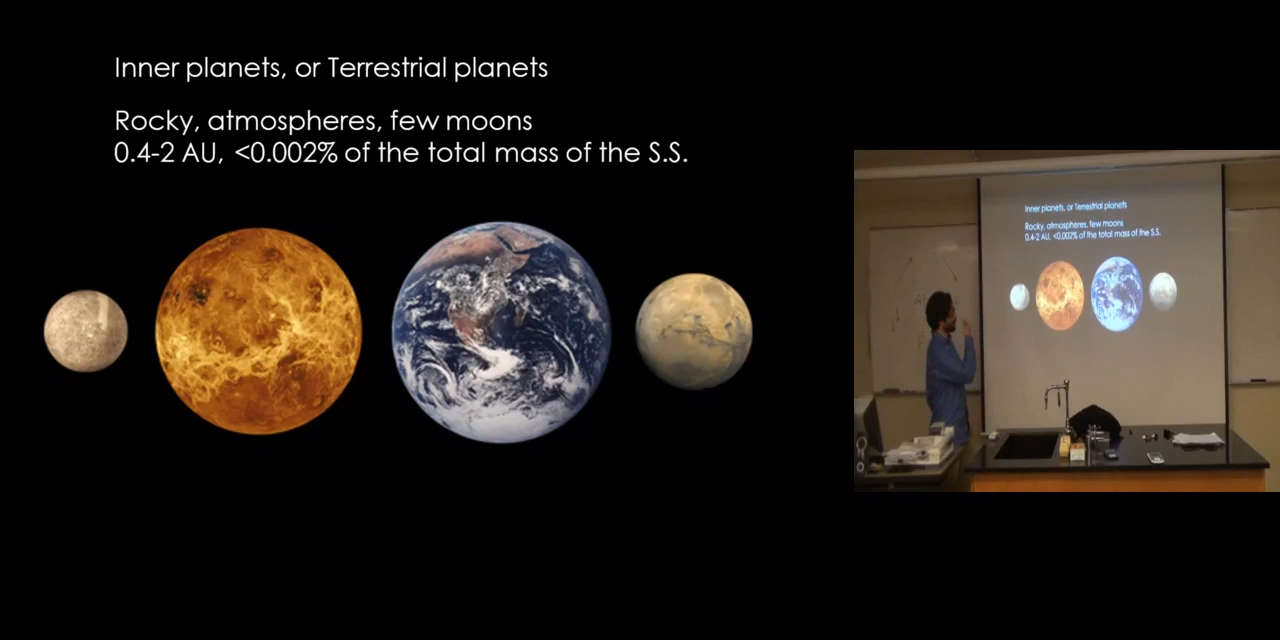 Inner planets, or Terrestrial planets
Rocky, atmospheres, few moons
0.4-2 AU, <0.002% of the total mass of the S.S.
Inner planets, or Terrestrial planets
Rocky, atmospheres, few moons
0.4-2 AU, <0.002% of the total mass of the S.S.